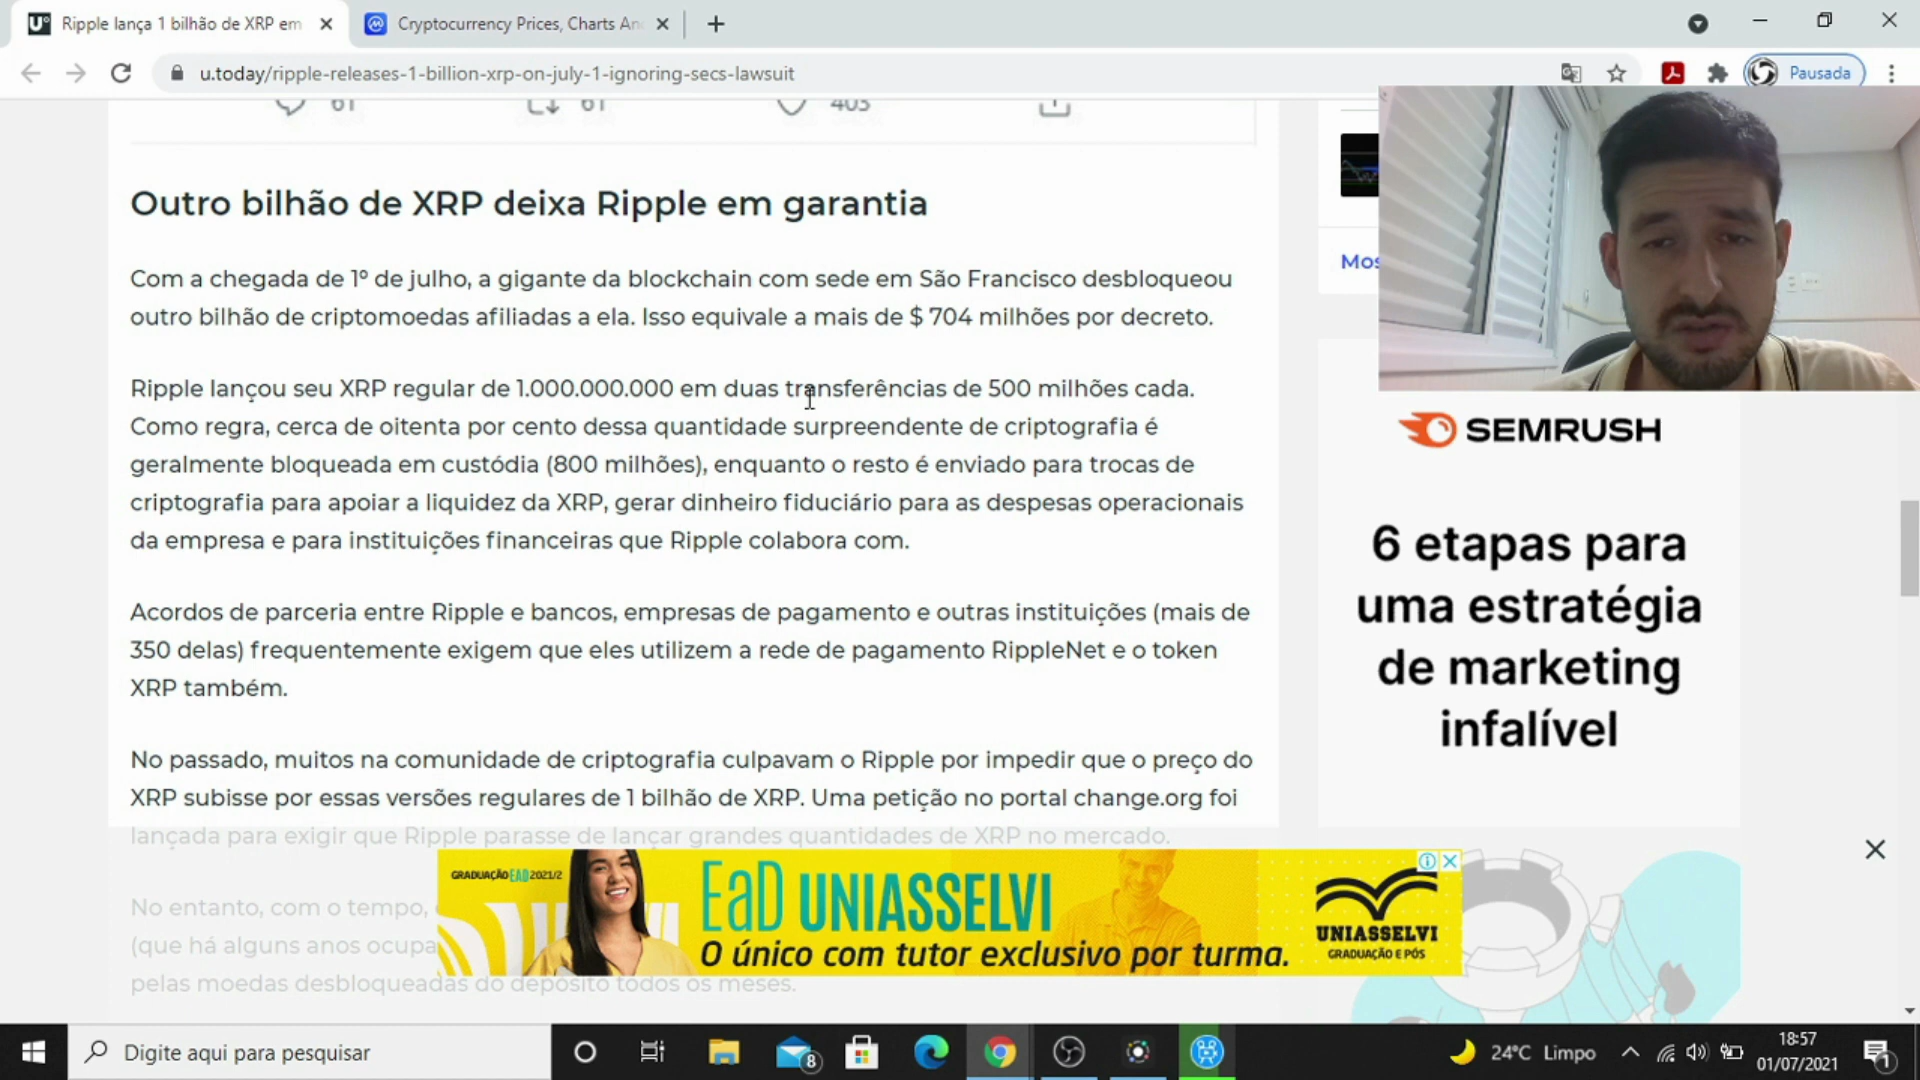 Ripple lança 1 bilhão de XRP em
Cryptocurrency Prices, Charts An
u.today/ripple-releases-1-billion-xrp-on-july-1-ignoring-secs-lawsuit
Pausada
61
61
403
Outro bilhão de XRP deixa Ripple em garantia
Com a chegada de 1º de julho, a gigante da blockchain com sede em São Francisco desbloqueou
outro bilhão de criptomoedas afiliadas a ela. Isso equivale a mais de $ 704 milhões por decreto.
Ripple lançou seu XRP regular de 1.000.000.000 em duas transferências de 500 milhões cada.
Como regra, cerca de oitenta por cento dessa quantidade surpreendente de criptografia é
geralmente bloqueada em custódia (800 milhões), enquanto o resto é enviado para trocas de
criptografia para apoiar a liquidez da XRP, gerar dinheiro fiduciário para as despesas operacionais
da empresa e para instituições financeiras que Ripple colabora com.
Acordos de parceria entre Ripple e bancos, empresas de pagamento e outras instituições (mais de
350 delas) frequentemente exigem que eles utilizem a rede de pagamento RippleNet e o token
XRP também.
No passado, muitos na comunidade de criptografia culpavam o Ripple por impedir que o preço do
XRP subisse por essas versões regulares de 1 bilhão de XRP. Uma petição no portal change.org foi
lançada para exigir que Ripple parasse de lançar grandes quantidades de XRP no mercado.
No entanto, com o tempo,
(que há alguns anos ocupa
pelas moedas desbloqueadas do depósito todos os meses.
Mos
SEMRUSH
6 etapas para
uma estratégia
de marketing
infalível
GRADUAÇÃO EAD 2021/2
EaD UNIASSELVI
O único com tutor exclusivo por turma.
UNIASSELVI
GRADUAÇÃO E PÓS
Digite aqui para pesquisar
8
24°C Limpo
18:57
01/07/2021
1